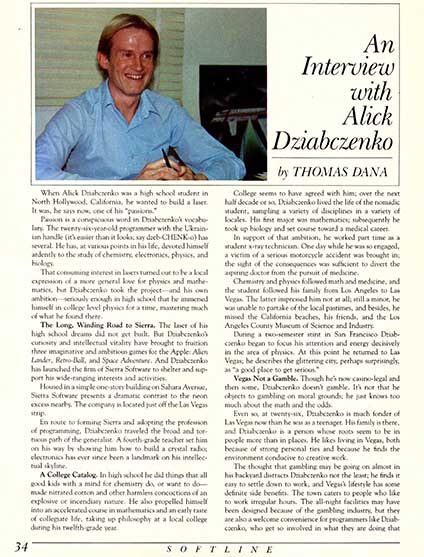 An
Interview
with
Alick
Dziabczenko
by THOMAS DANA
When Alick Dziabczenko was a high school student in
North Hollywood, California, he wanted to build a laser.
It was, he says now, one of his "passions."
Passion is a conspicuous word in Dziabczenko's vocabu-
lary. The twenty-six-year-old programmer with the Ukrain-
ian handle (it's easier than it looks; say dzab-CHENK-o) has
several. He has, at various points in his life, devoted himself
ardently to the study of chemistry, electronics, physics, and
biology.
That consuming interest in lasers turned out to be a local
expression of a more general love for physics and mathe-
matics, but Dziabczenko took the project—and his own
ambition—seriously enough in high school that he immersed
himself in college level physics for a time, mastering much
of what he found there.
The Long, Winding Road to Sierra. The laser of his
high school dreams did not get built. But Dziabczenko's
curiosity and intellectual vitality have brought to fruition
three imaginative and ambitious games for the Apple: Alien
Lander, Retro-Ball, and Space Adventure. And Dziabczenko
has launched the firm of Sierra Software to shelter and sup-
port his wide-ranging interests and activities.
Housed in a simple one-story building on Sahara Avenue,
Sierra Software presents a dramatic contrast to the neon
excess nearby. The company is located just off the Las Vegas
strip.
En route to forming Sierra and adopting the profession
of programming, Dziabczenko traveled the broad and tor-
tuous path of the generalist. A fourth-grade teacher set him
on his way by showing him how to build a crystal radio;
electronics has ever since been a landmark on his intellec-
tual skyline.
A College Catalog. In high school he did things that all
good kids with a mind for chemistry do, or want to do—
made nitrated cotton and other harmless concoctions of an
explosive or incendiary nature. He also propelled himself
into an accelerated course in mathematics and an early taste
of collegiate life, taking up philosophy at a local college
during his twelfth-grade year.
College seems to have agreed with him; over the next
half decade or so, Dziabczenko lived the life of the nomadic
student, sampling a variety of disciplines in a variety of
locales. His first major was mathematics; subsequently he
took up biology and set course toward a medical career.
In support of that ambition, he worked part time as a
student x-ray technician. One day while he was so engaged,
a victim of a serious motorcycle accident was brought in;
the sight of the consequences was sufficient to divert the
aspiring doctor from the pursuit of medicine.
Chemistry and physics followed math and medicine, and
the student followed his family from Los Angeles to Las
Vegas. The latter impressed him not at all; still a minor, he
was unable to partake of the local pastimes, and besides, he
missed the California beaches, his friends, and the Los
Angeles County Museum of Science and Industry.
During a two-semester stint in San Francisco Dziab-
czenko began to focus his attention and energy decisively
in the area of physics. At this point he returned to Las
Vegas; he describes the glittering city, perhaps surprisingly,
as "a good place to get serious."
Vegas Not a Gamble. Though he's now casino-legal and
then some, Dziabczenko doesn't gamble. It's not that he
objects to gambling on moral grounds; he just knows too
much about the math and the odds.
Even so, at twenty-six, Dziabczenko is much fonder of
Las Vegas now than he was as a teenager. His family is there,
and Dziabczenko is a person whose roots seem to be in
people more than in places. He likes living in Vegas, both
because of strong personal ties and because he finds the
environment conducive to creative work.
The thought that gambling may be going on almost in
his backyard distracts Dziabczenko not the least; he finds it
easy to settle down to work, and Vegas's lifestyle has some
definite side benefits. The town caters to people who like
to work irregular hours. The all-night facilities may have
been designed because of the gambling industry, but they
are also a welcome convenience for programmers like Dziab-
czenko, who get so involved in what they are doing that
34
SOFTLINE